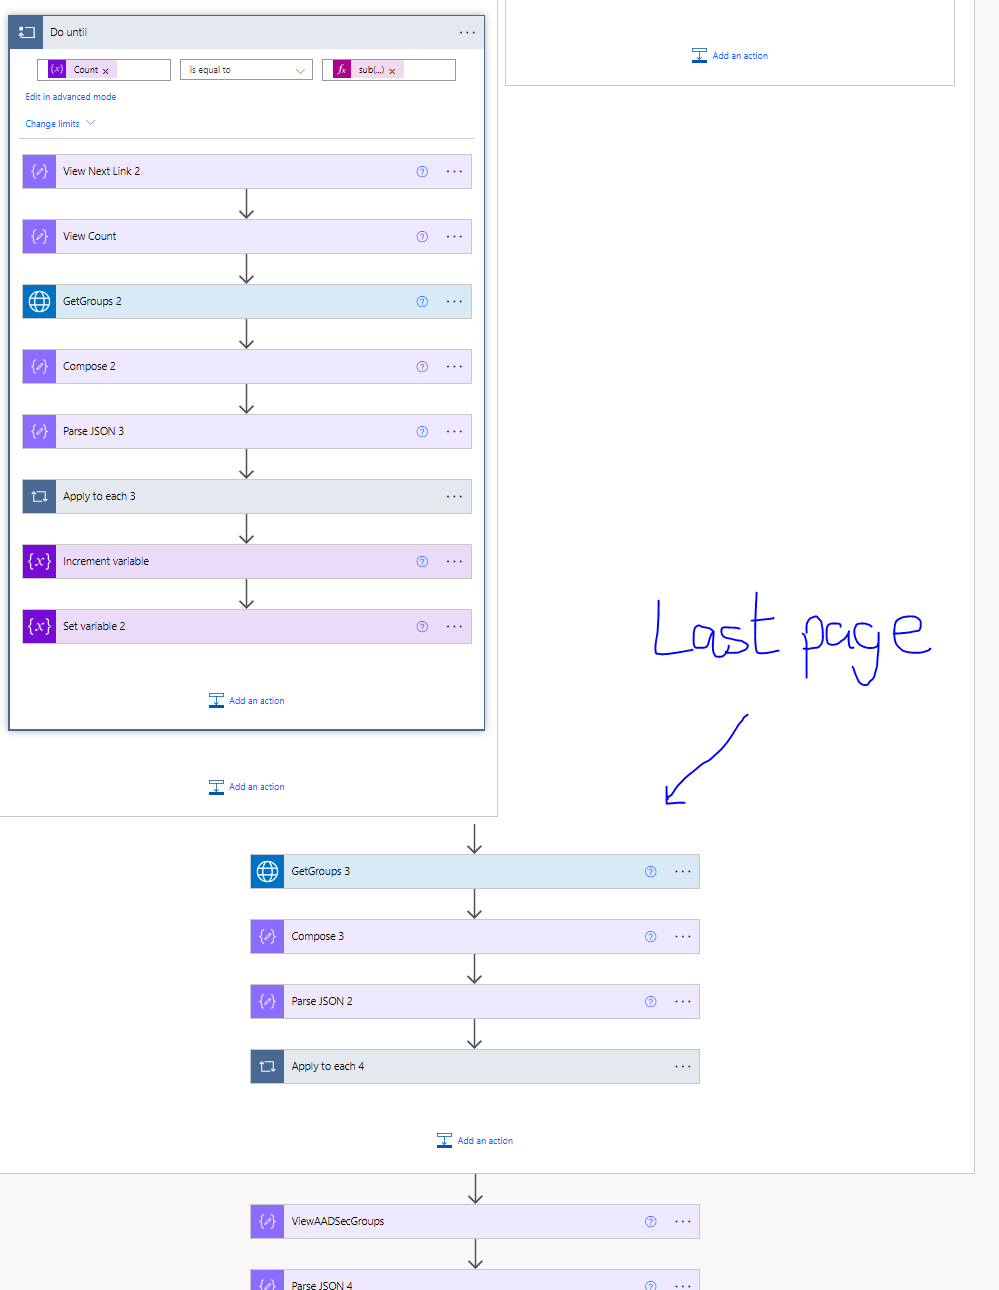 Do until
Add an action
Count
is equal to
fx sub(...)
Edit in advanced mode
Change limits
View Next Link 2
View Count
GetGroups 2
Compose 2
Parse JSON 3
Apply to each 3
{x} Increment variable
{x} Set variable 2
Add an action
Add an action
Last page
GetGroups 3
Compose 3
Parse JSON 2
Apply to each 4
Add an action
ViewAADSecGroups
Parse JSON 4